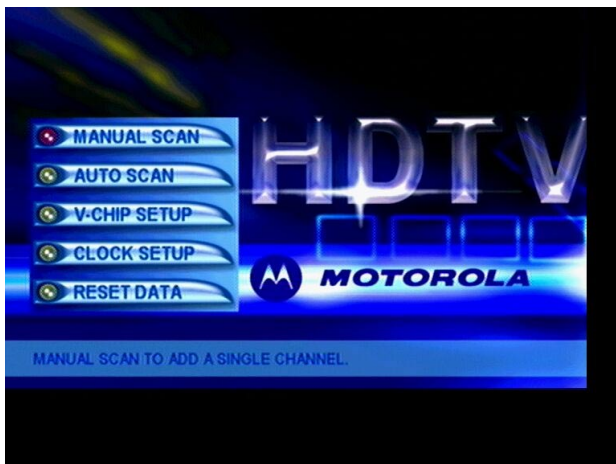 HDTV
MANUAL SCAN
AUTO SCAN
V-CHIP SETUP
CLOCK SETUP
RESET DATA
MOTOROLA
MANUAL SCAN TO ADD A SINGLE CHANNEL.